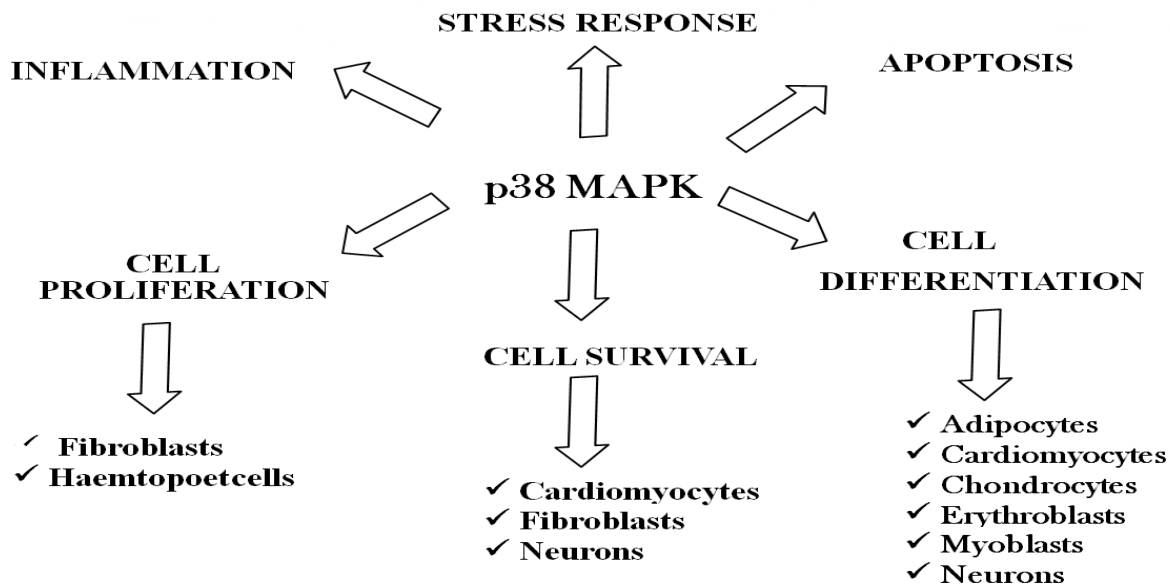 STRESS RESPONSE
INFLAMMATION
APOPTOSIS
p38 MAPK
CELL
PROLIFERATION
CELL
DIFFERENTIATION
CELL SURVIVAL
✓ Fibroblasts
✓ Haemtopoetcells
✓ Cardiomyocytes
✓ Fibroblasts
✓ Neurons
✓ Adipocytes
✓ Cardiomyocytes
✓ Chondrocytes
✓ Erythroblasts
✓ Myoblasts
✓ Neurons